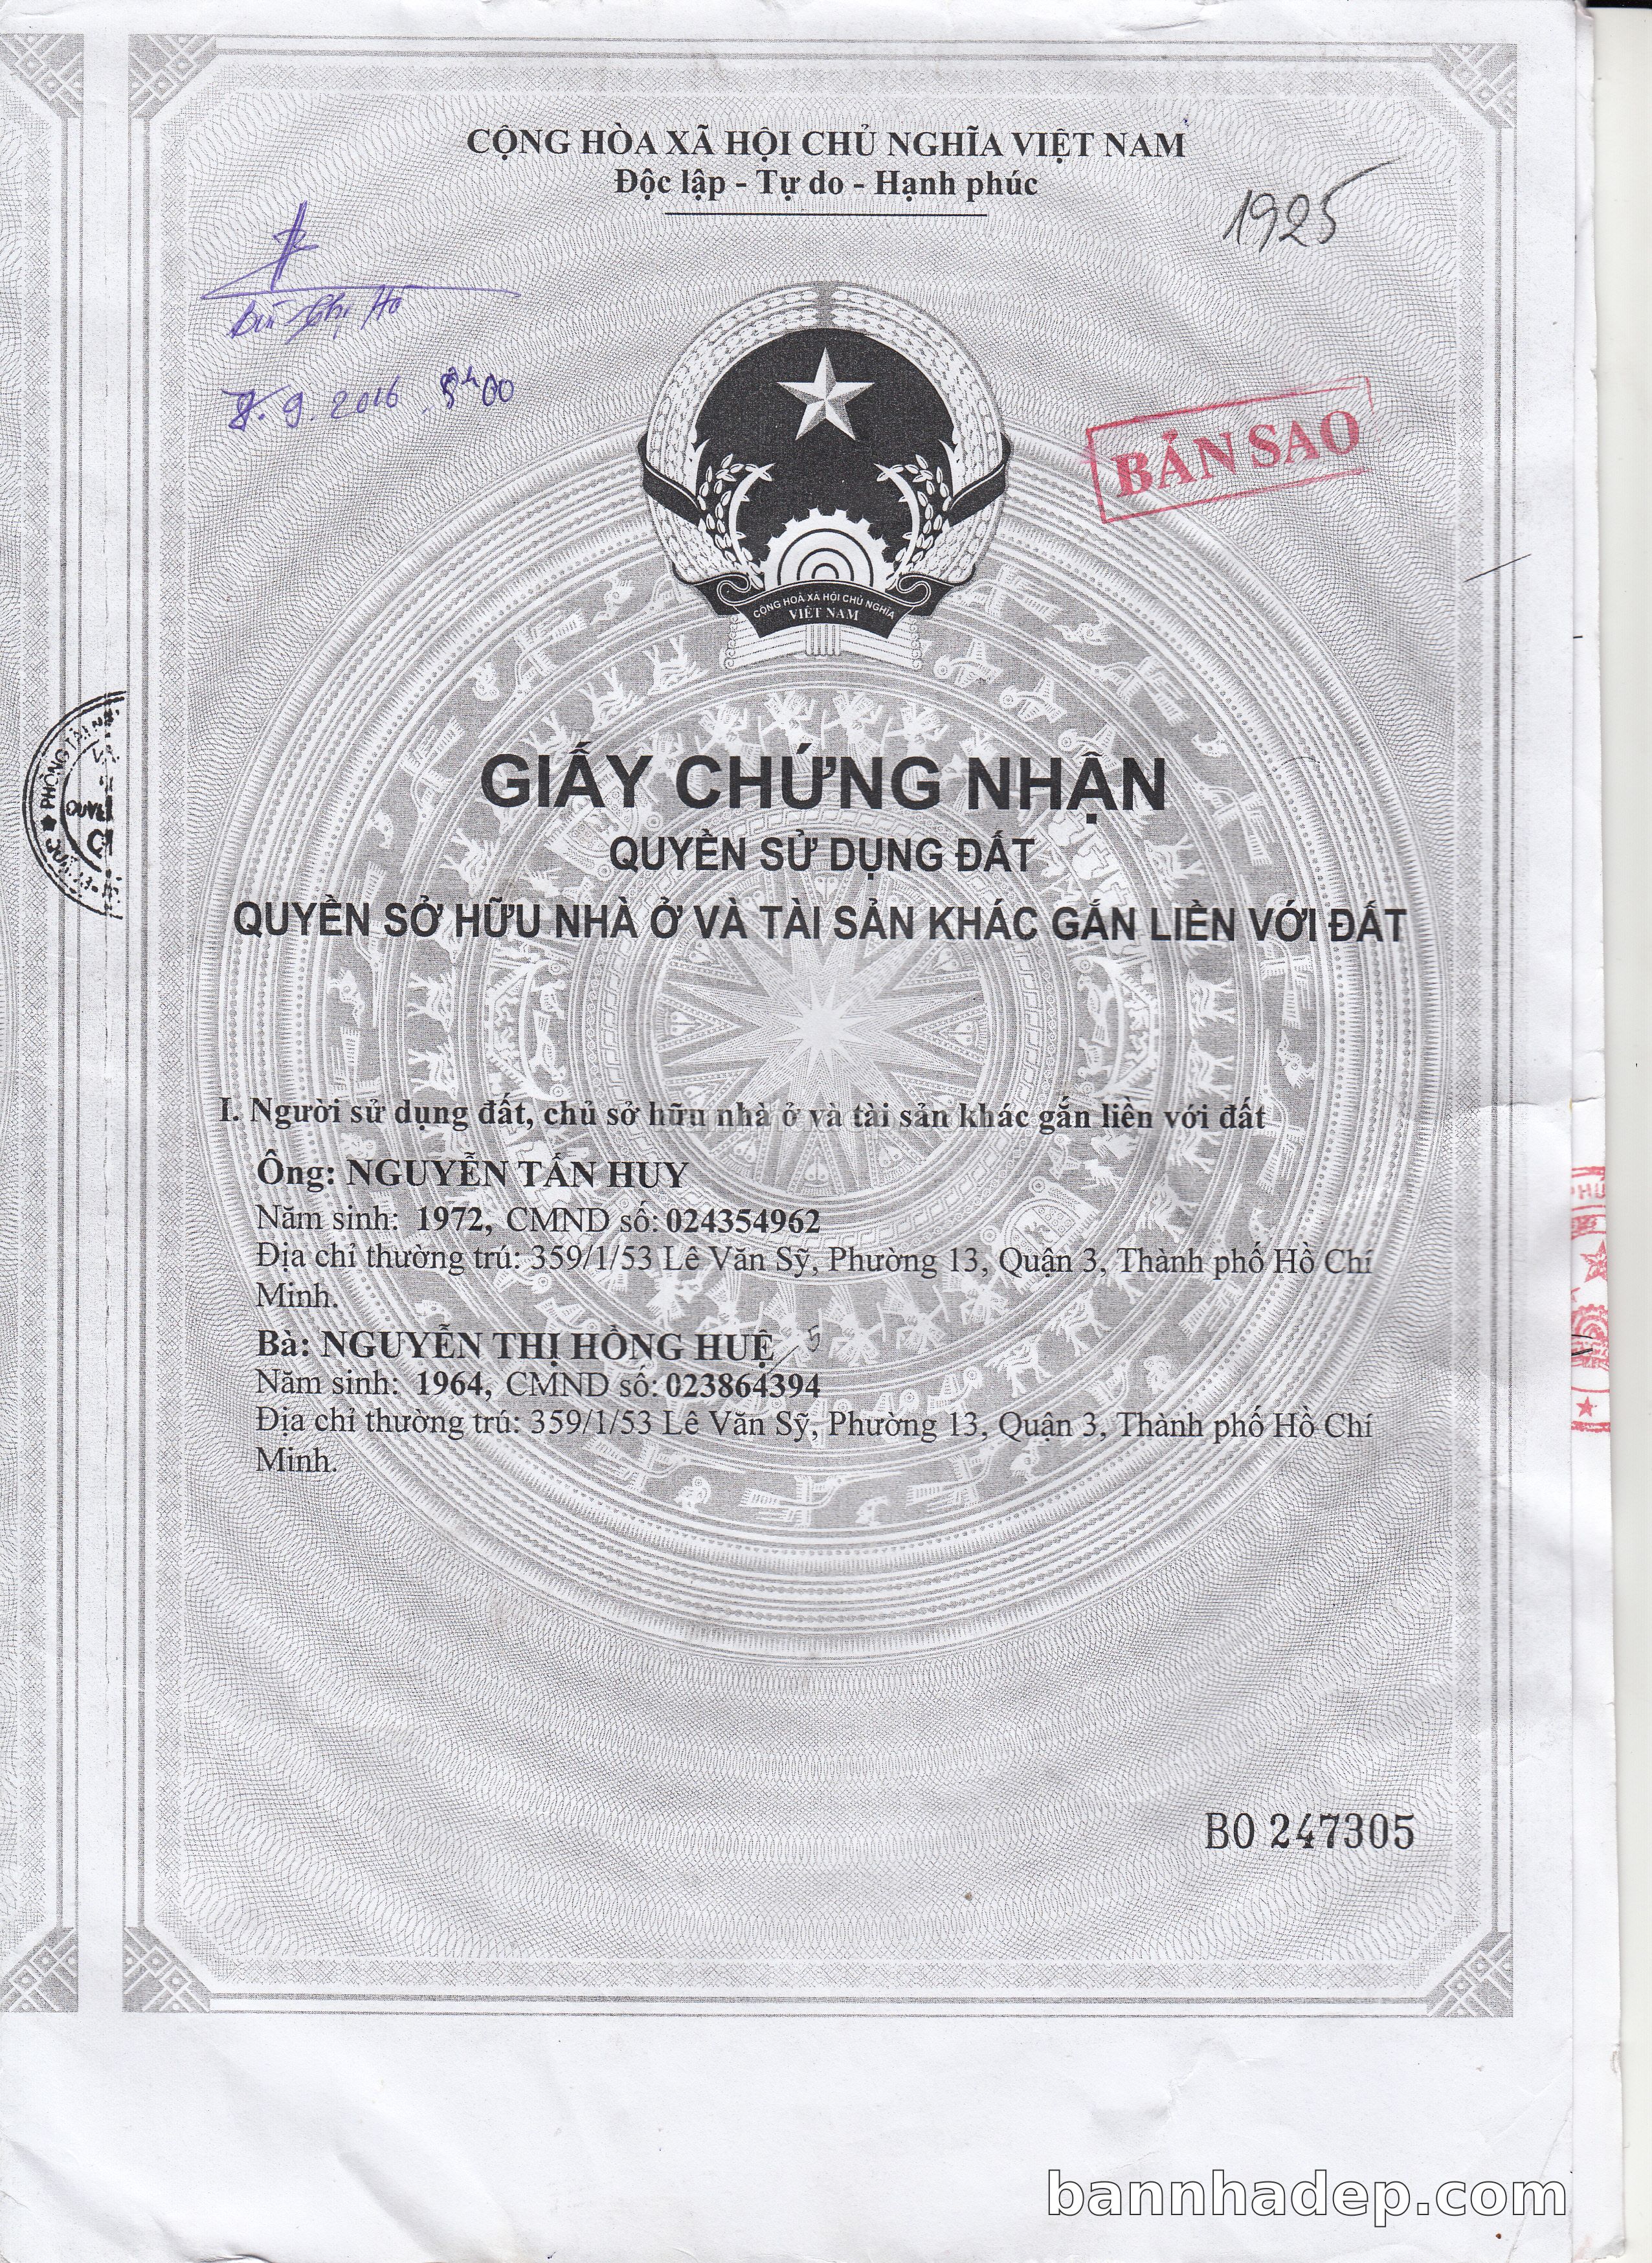 CỘNG HÒA XÃ HỘI CHỦ NGHĨA VIỆT NAM
Độc lập - Tự do - Hạnh phúc
1925
9.2016
BẢN SAO
CỘNG HOÀ XÃ HỘI CHỦ NGHĨA
VIỆT NAM
PHÒNG TÀI
GIẤY CHỨNG NHẬN
QUYỀN SỬ DỤNG ĐẤT
QUYỀN SỞ HỮU NHÀ Ở VÀ TÀI SẢN KHÁC GẮN LIỀN VỚI ĐẤT
I. Người sử dụng đất, chủ sở hữu nhà ở và tài sản khác gắn liền với đất
Ông: NGUYỄN TẤN HUY
Năm sinh: 1972, CMND số: 024354962
Địa chỉ thường trú: 359/1/53 Lê Văn Sỹ, Phường 13, Quận 3, Thành phố Hồ Chí
Minh.
Bà: NGUYỄN THỊ HỒNG HUỆ
Năm sinh: 1964, CMND số: 023864394
Địa chỉ thường trú: 359/1/53 Lê Văn Sỹ, Phường 13, Quận 3, Thành phố Hồ Chí
Minh.
BO 247305
bannhadep.com